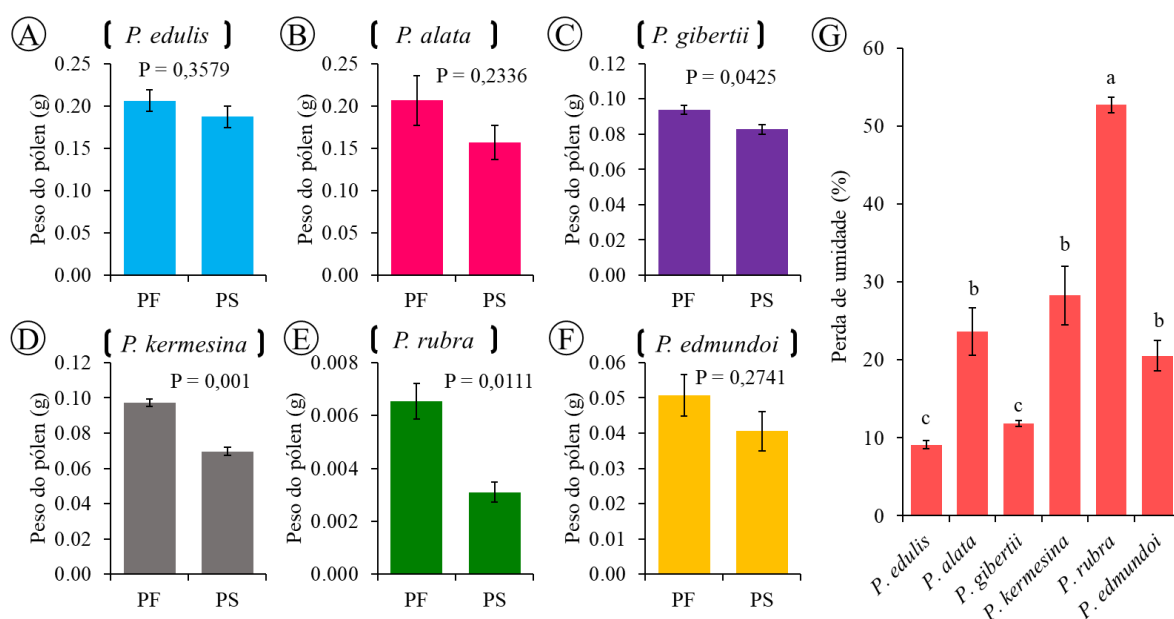 A
P. edulis
P = 0,3579
Peso do pólen (g)
0.25
0.20
0.15
0.10
0.05
0.00
PF PS
B
P. alata
P = 0,2336
Peso do pólen (g)
0.25
0.20
0.15
0.10
0.05
0.00
PF PS
C
P. gibertii
P = 0,0425
Peso do pólen (g)
0.12
0.10
0.08
0.06
0.04
0.02
0.00
PF PS
D
P. kermesina
P = 0,001
Peso do pólen (g)
0.12
0.10
0.08
0.06
0.04
0.02
0.00
PF PS
E
P. rubra
P = 0,0111
Peso do pólen (g)
0.008
0.006
0.004
0.002
0.000
PF PS
F
P. edmundoi
P = 0,2741
Peso do pólen (g)
0.06
0.05
0.04
0.03
0.02
0.01
0.00
PF PS
G
Perda de umidade (%)
60
50
40
30
20
10
0
c b c b a b
P. edulis
P. alata
P. gibertii
P. kermesina
P. rubra
P. edmundoi